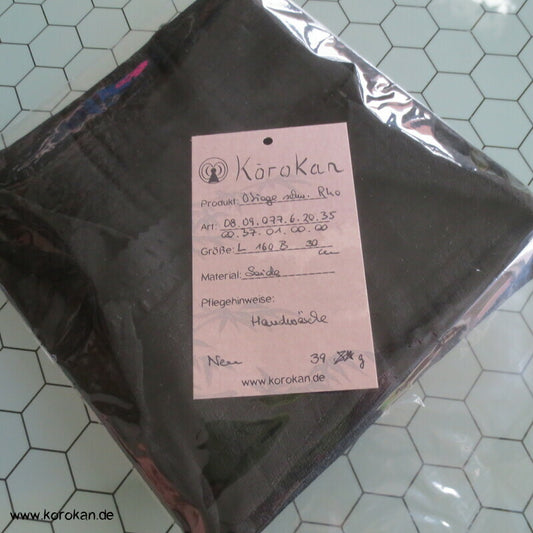 KōroKan
Produkt: Obiage schw. Rho
Art: 08.09.077.6.20.35
00.37.01.00.00
Größe: L 160 B 30 cm
Material: Seide
Pflegehinweise:
Handwäsche
Neu 39 g
www.korokan.de
www.korokan.de